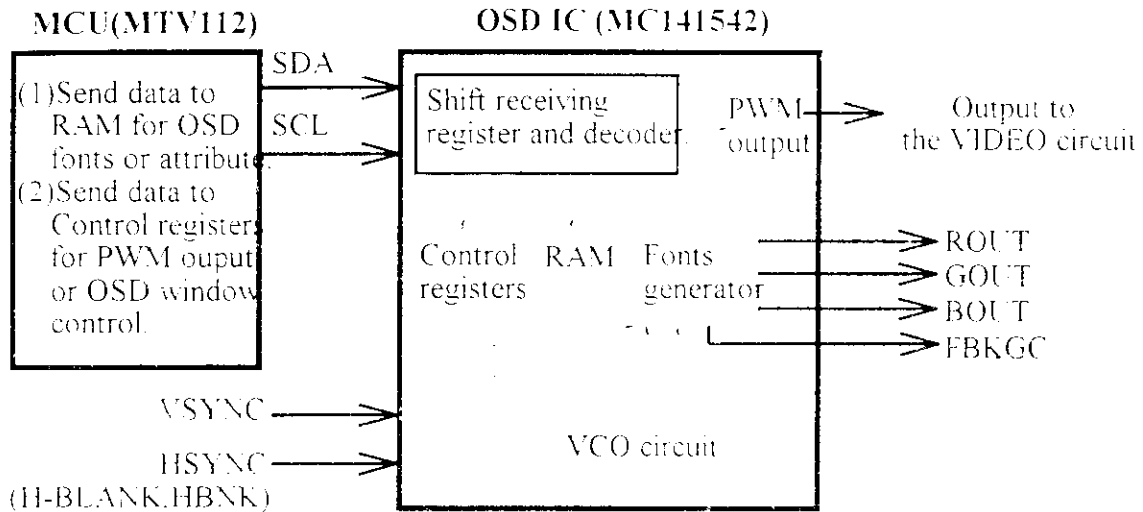 MCU(MTV112)
OSD IC (MC141542)
(1)Send data to
RAM for OSD
fonts or attribute.
(2)Send data to
Control registers
for PWM ouput
or OSD window
control.
SDA
SCL
Shift receiving
register and decoder.
PWM
output
Output to
the VIDEO circuit
Control
registers
RAM
Fonts
generator
ROUT
GOUT
BOUT
FBKGC
VSYNC
HSYNC
(H-BLANK.HBNK)
VCO circuit